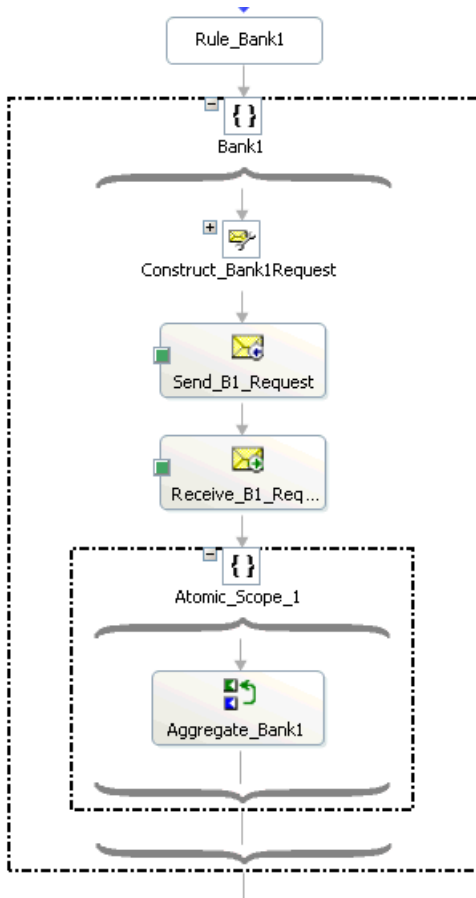 Rule_Bank1
{ }
Bank1
Construct_Bank1Request
Send_B1_Request
Receive_B1_Req...
{ }
Atomic_Scope_1
Aggregate_Bank1